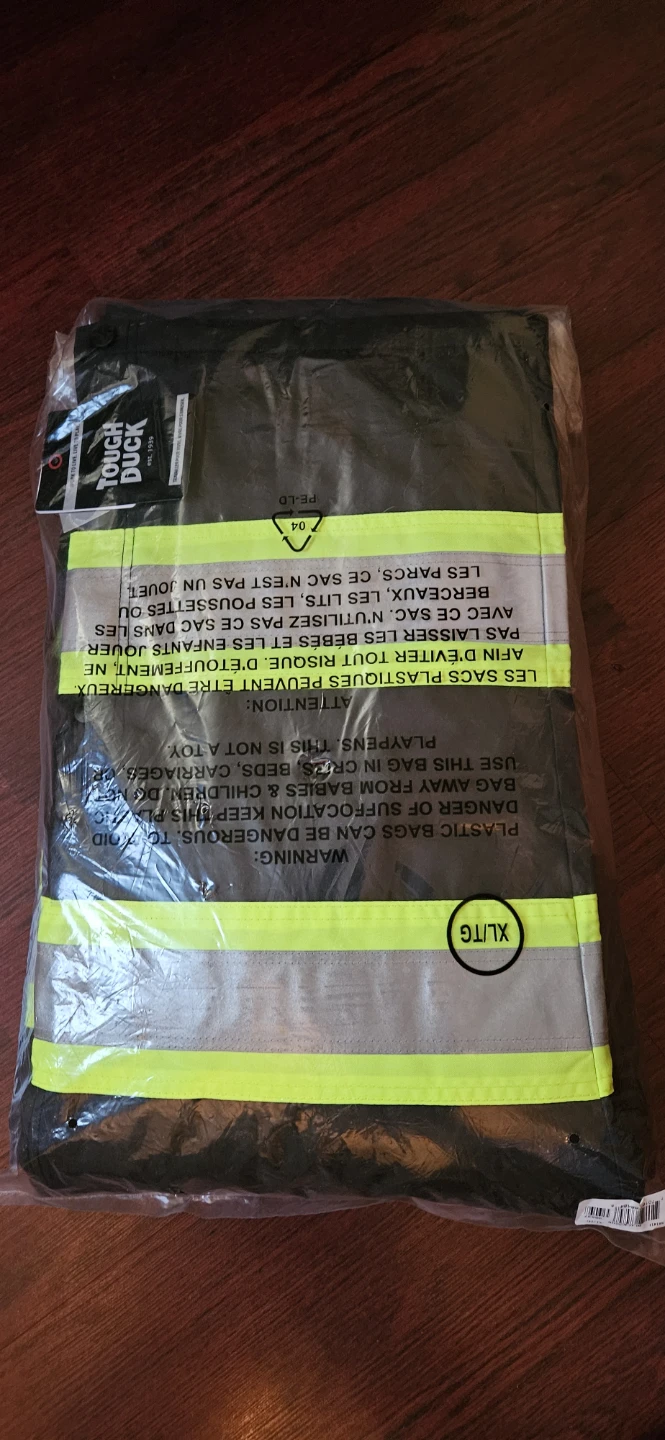 TOUGH
DUCK
est. 1939
XL/TG
WARNING:
PLASTIC BAGS CAN BE DANGEROUS. TO AVOID
DANGER OF SUFFOCATION KEEP THIS PLASTIC
BAG AWAY FROM BABIES & CHILDREN. DO NOT
USE THIS BAG IN CRIBS, BEDS, CARRIAGES, OR
PLAYPENS. THIS IS NOT A TOY.
ATTENTION:
LES SACS PLASTIQUES PEUVENT ÊTRE DANGEREUX.
AFIN D'ÉVITER TOUT RISQUE. D'ÉTOUFFEMENT, NE
PAS LAISSER LES BÉBÉS ET LES ENFANTS JOUER
AVEC CE SAC. N'UTILISEZ PAS CE SAC DANS LES
BERCEAUX, LES LITS, LES POUSSETTES OU
LES PARCS, CE SAC N'EST PAS UN JOUET.
04
PE-LD